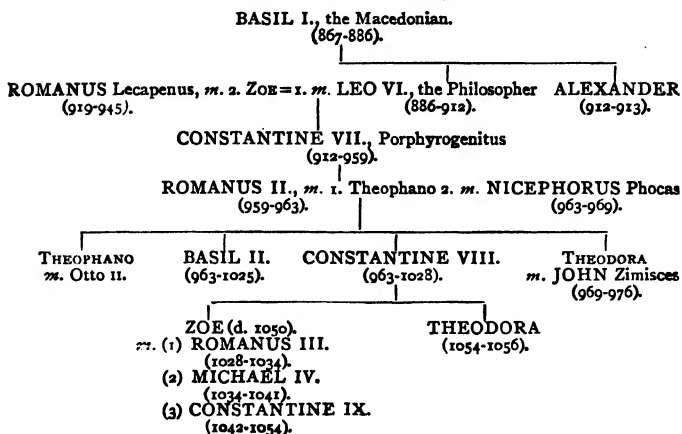 BASIL I., the Macedonian.
(867-886).
ROMANUS Lecapenus, m. 2. ZOE=1. m. LEO VI., the Philosopher ALEXANDER
(919-945). (886-912) (912-913).
CONSTANTINE VII., Porphyrogenitus
(912-959).
ROMANUS II., m. 1. Theophano 2. m. NICEPHORUS Phocas
(959-963). (963-969).
THEOPHANO BASIL II. CONSTANTINE VIII. THEODORA
m. Otto II. (963-1025). (963-1028). m. JOHN Zimisces
(969-976).
ZOE (d. 1050). THEODORA
m. (1) ROMANUS III. (1054-1056).
(1028-1034).
(2) MICHAEL IV.
(1034-1041).
(3) CONSTANTINE IX.
(1042-1054).